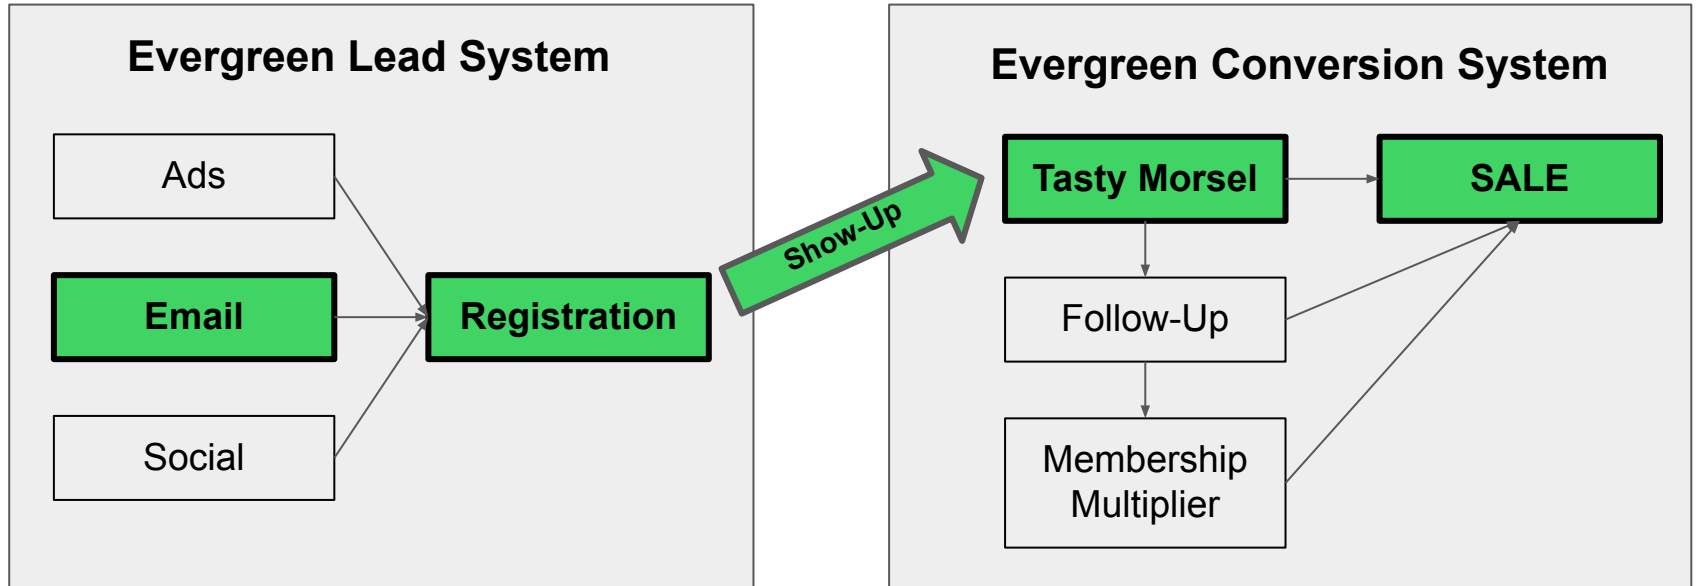 Evergreen Lead System
Ads
Email
Registration
Social
Show-Up
Evergreen Conversion System
Tasty Morsel
SALE
Follow-Up
Membership
Multiplier